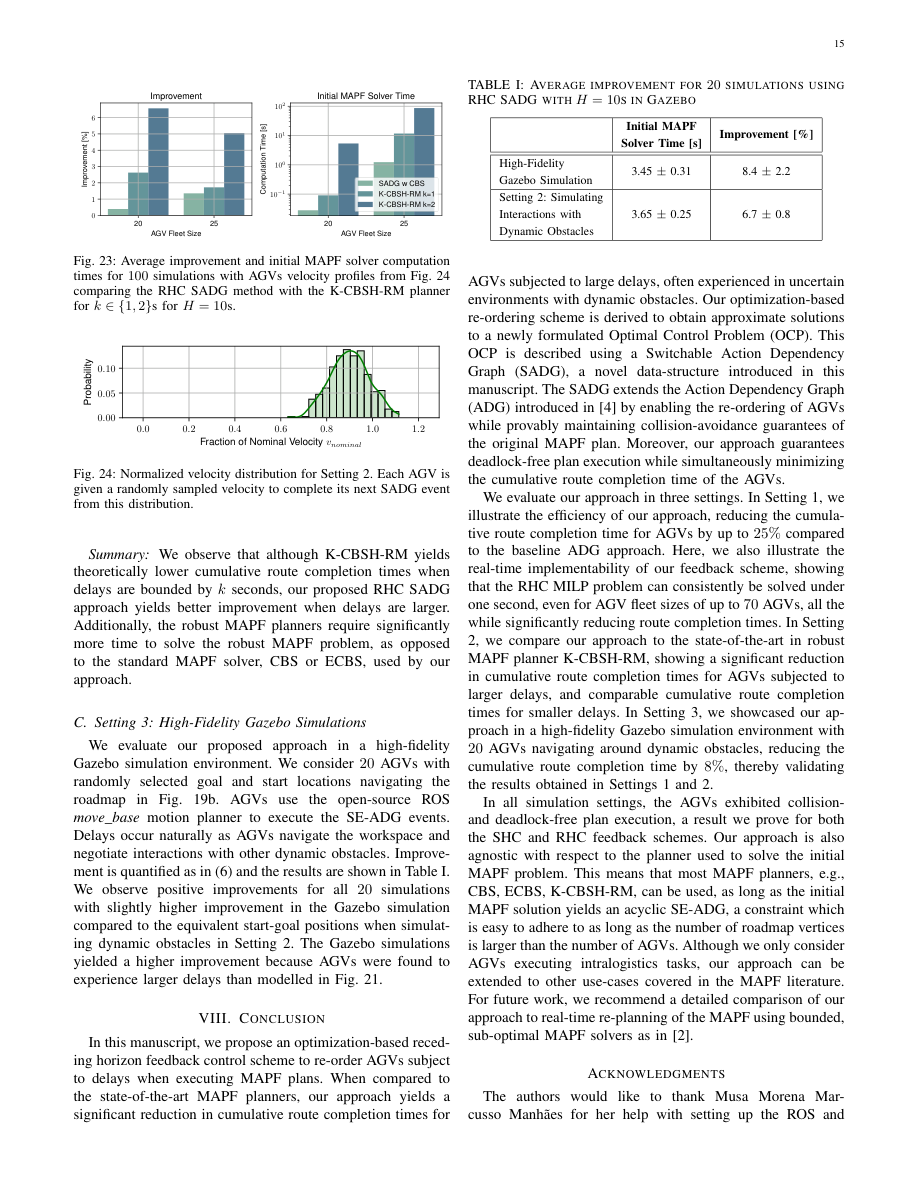 15
Improvement
Improvement [%]
6
5
4
3
2
1
0
20
25
AGV Fleet Size
Initial MAPF Solver Time
Computation Time [s]
10²
10¹
10⁰
10⁻¹
SADG w CBS
K-CBSH-RM k=1
K-CBSH-RM k=2
20
25
AGV Fleet Size
Fig. 23: Average improvement and initial MAPF solver computation
times for 100 simulations with AGVs velocity profiles from Fig. 24
comparing the RHC SADG method with the K-CBSH-RM planner
for k ∈ {1, 2}s for H = 10s.
Probability
0.10
0.05
0.00
0.0 0.2 0.4 0.6 0.8 1.0 1.2
Fraction of Nominal Velocity v_nominal
Fig. 24: Normalized velocity distribution for Setting 2. Each AGV is
given a randomly sampled velocity to complete its next SADG event
from this distribution.
Summary: We observe that although K-CBSH-RM yields
theoretically lower cumulative route completion times when
delays are bounded by k seconds, our proposed RHC SADG
approach yields better improvement when delays are larger.
Additionally, the robust MAPF planners require significantly
more time to solve the robust MAPF problem, as opposed
to the standard MAPF solver, CBS or ECBS, used by our
approach.
C. Setting 3: High-Fidelity Gazebo Simulations
We evaluate our proposed approach in a high-fidelity
Gazebo simulation environment. We consider 20 AGVs with
randomly selected goal and start locations navigating the
roadmap in Fig. 19b. AGVs use the open-source ROS
move_base motion planner to execute the SE-ADG events.
Delays occur naturally as AGVs navigate the workspace and
negotiate interactions with other dynamic obstacles. Improve-
ment is quantified as in (6) and the results are shown in Table I.
We observe positive improvements for all 20 simulations
with slightly higher improvement in the Gazebo simulation
compared to the equivalent start-goal positions when simulat-
ing dynamic obstacles in Setting 2. The Gazebo simulations
yielded a higher improvement because AGVs were found to
experience larger delays than modelled in Fig. 21.
VIII. CONCLUSION
In this manuscript, we propose an optimization-based reced-
ing horizon feedback control scheme to re-order AGVs subject
to delays when executing MAPF plans. When compared to
the state-of-the-art MAPF planners, our approach yields a
significant reduction in cumulative route completion times for
TABLE I: AVERAGE IMPROVEMENT FOR 20 SIMULATIONS USING
RHC SADG WITH H = 10S IN GAZEBO
Initial MAPF
Solver Time [s]
Improvement [%]
High-Fidelity
Gazebo Simulation
3.45 ± 0.31
8.4 ± 2.2
Setting 2: Simulating
Interactions with
Dynamic Obstacles
3.65 ± 0.25
6.7 ± 0.8
AGVs subjected to large delays, often experienced in uncertain
environments with dynamic obstacles. Our optimization-based
re-ordering scheme is derived to obtain approximate solutions
to a newly formulated Optimal Control Problem (OCP). This
OCP is described using a Switchable Action Dependency
Graph (SADG), a novel data-structure introduced in this
manuscript. The SADG extends the Action Dependency Graph
(ADG) introduced in [4] by enabling the re-ordering of AGVs
while provably maintaining collision-avoidance guarantees of
the original MAPF plan. Moreover, our approach guarantees
deadlock-free plan execution while simultaneously minimizing
the cumulative route completion time of the AGVs.
We evaluate our approach in three settings. In Setting 1, we
illustrate the efficiency of our approach, reducing the cumula-
tive route completion time for AGVs by up to 25% compared
to the baseline ADG approach. Here, we also illustrate the
real-time implementability of our feedback scheme, showing
that the RHC MILP problem can consistently be solved under
one second, even for AGV fleet sizes of up to 70 AGVs, all the
while significantly reducing route completion times. In Setting
2, we compare our approach to the state-of-the-art in robust
MAPF planner K-CBSH-RM, showing a significant reduction
in cumulative route completion times for AGVs subjected to
larger delays, and comparable cumulative route completion
times for smaller delays. In Setting 3, we showcased our ap-
proach in a high-fidelity Gazebo simulation environment with
20 AGVs navigating around dynamic obstacles, reducing the
cumulative route completion time by 8%, thereby validating
the results obtained in Settings 1 and 2.
In all simulation settings, the AGVs exhibited collision-
and deadlock-free plan execution, a result we prove for both
the SHC and RHC feedback schemes. Our approach is also
agnostic with respect to the planner used to solve the initial
MAPF problem. This means that most MAPF planners, e.g.,
CBS, ECBS, K-CBSH-RM, can be used, as long as the initial
MAPF solution yields an acyclic SE-ADG, a constraint which
is easy to adhere to as long as the number of roadmap vertices
is larger than the number of AGVs. Although we only consider
AGVs executing intralogistics tasks, our approach can be
extended to other use-cases covered in the MAPF literature.
For future work, we recommend a detailed comparison of our
approach to real-time re-planning of the MAPF using bounded,
sub-optimal MAPF solvers as in [2].
ACKNOWLEDGMENTS
The authors would like to thank Musa Morena Mar-
cusso Manhães for her help with setting up the ROS and